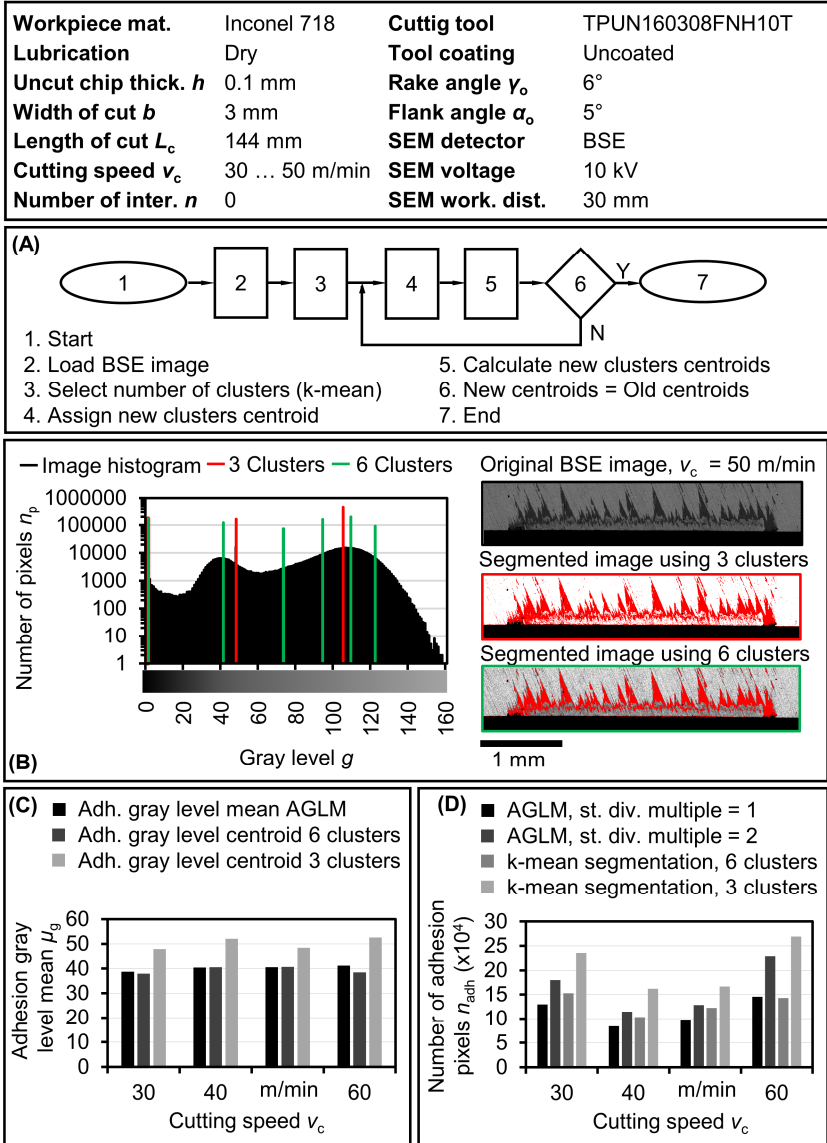 Workpiece mat. Inconel 718 Cuttig tool TPUN160308FNH10T
Lubrication Dry Tool coating Uncoated
Uncut chip thick. h 0.1 mm Rake angle γo 6°
Width of cut b 3 mm Flank angle αo 5°
Length of cut Lc 144 mm SEM detector BSE
Cutting speed vc 30 … 50 m/min SEM voltage 10 kV
Number of inter. n 0 SEM work. dist. 30 mm
(A)
1 2 3 4 5 6 Y 7
N
1. Start
2. Load BSE image
3. Select number of clusters (k-mean)
4. Assign new clusters centroid
5. Calculate new clusters centroids
6. New centroids = Old centroids
7. End
Image histogram 3 Clusters 6 Clusters
Number of pixels np
1000000
100000
10000
1000
100
10
1
0 20 40 60 80 100 120 140 160
Gray level g
(B)
Original BSE image, vc = 50 m/min
Segmented image using 3 clusters
Segmented image using 6 clusters
1 mm
(C)
Adh. gray level mean AGLM
Adh. gray level centroid 6 clusters
Adh. gray level centroid 3 clusters
Adhesion gray
level mean μg
60
50
40
30
20
10
0
30 40 m/min 60
Cutting speed vc
(D)
AGLM, st. div. multiple = 1
AGLM, st. div. multiple = 2
k-mean segmentation, 6 clusters
k-mean segmentation, 3 clusters
Number of adhesion
pixels nadh (x10⁴)
30
25
20
15
10
5
0
30 40 m/min 60
Cutting speed vc